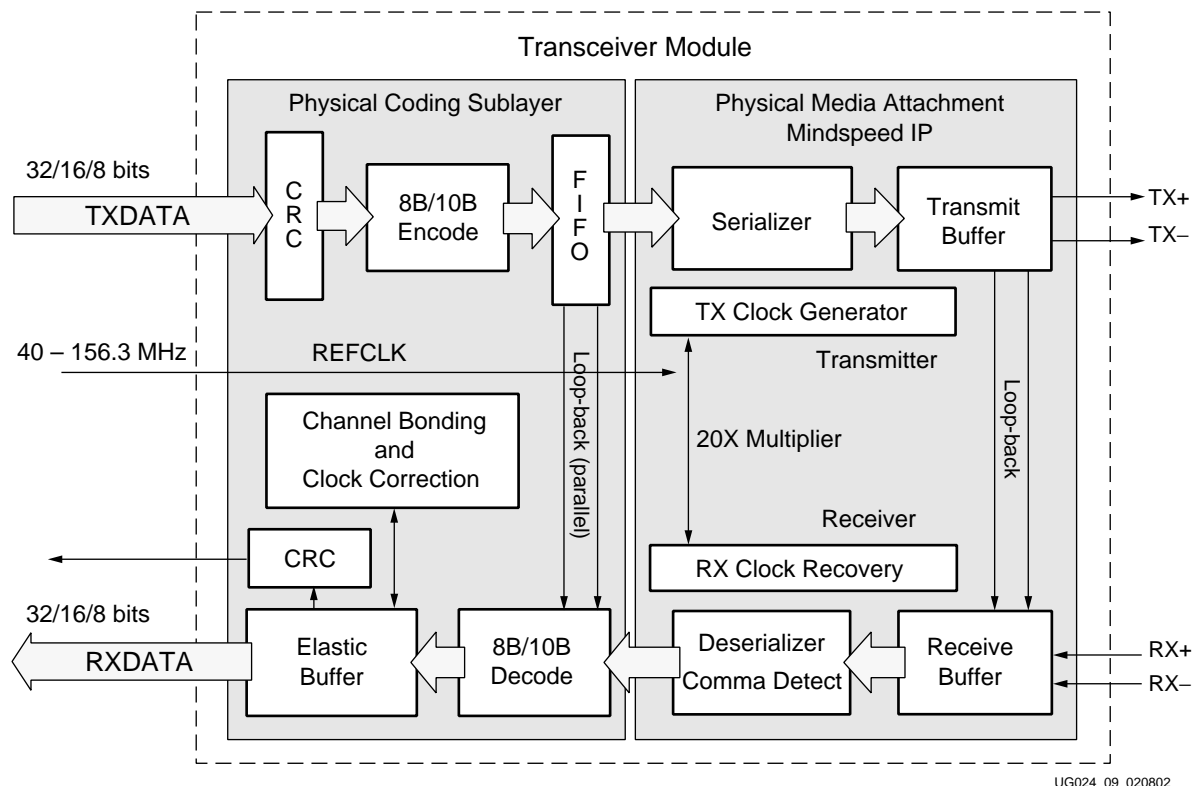 Transceiver Module
Physical Coding Sublayer
Physical Media Attachment
Mindspeed IP
32/16/8 bits
TXDATA
CRC
8B/10B
Encode
FIFO
Serializer
Transmit
Buffer
TX+
TX–
TX Clock Generator
Transmitter
40 – 156.3 MHz
REFCLK
Loop-back (parallel)
Loop-back
Channel Bonding
and
Clock Correction
20X Multiplier
Receiver
CRC
RX Clock Recovery
32/16/8 bits
RXDATA
Elastic
Buffer
8B/10B
Decode
Deserializer
Comma Detect
Receive
Buffer
RX+
RX–
UG024_09_020802